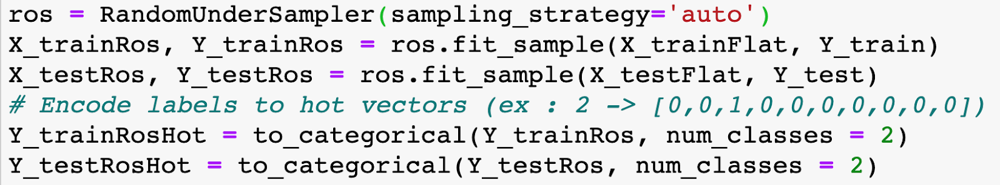 ros = RandomUnderSampler(sampling_strategy='auto')
X_trainRos, Y_trainRos = ros.fit_sample(X_trainFlat, Y_train)
X_testRos, Y_testRos = ros.fit_sample(X_testFlat, Y_test)
# Encode labels to hot vectors (ex : 2 -> [0,0,1,0,0,0,0,0,0,0])
Y_trainRosHot = to_categorical(Y_trainRos, num_classes = 2)
Y_testRosHot = to_categorical(Y_testRos, num_classes = 2)